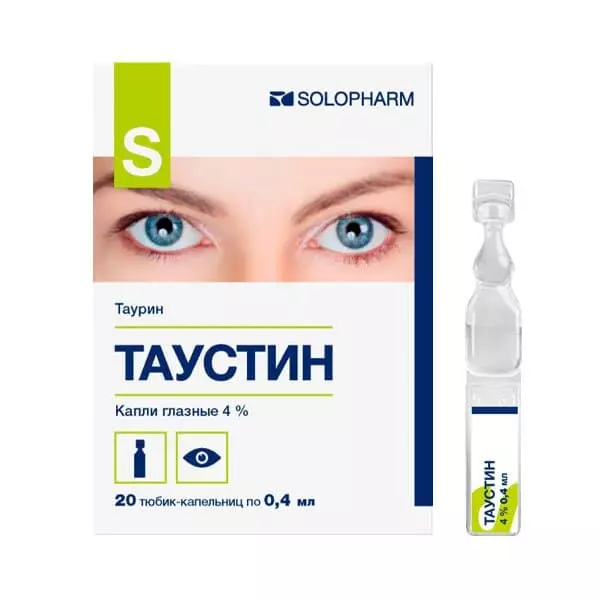 SOLOPHARM
S
Таурин
ТАУСТИН
Капли глазные 4 %
20 тюбик-капельниц по 0,4 мл
ТАУСТИН
4 % 0,4 мл